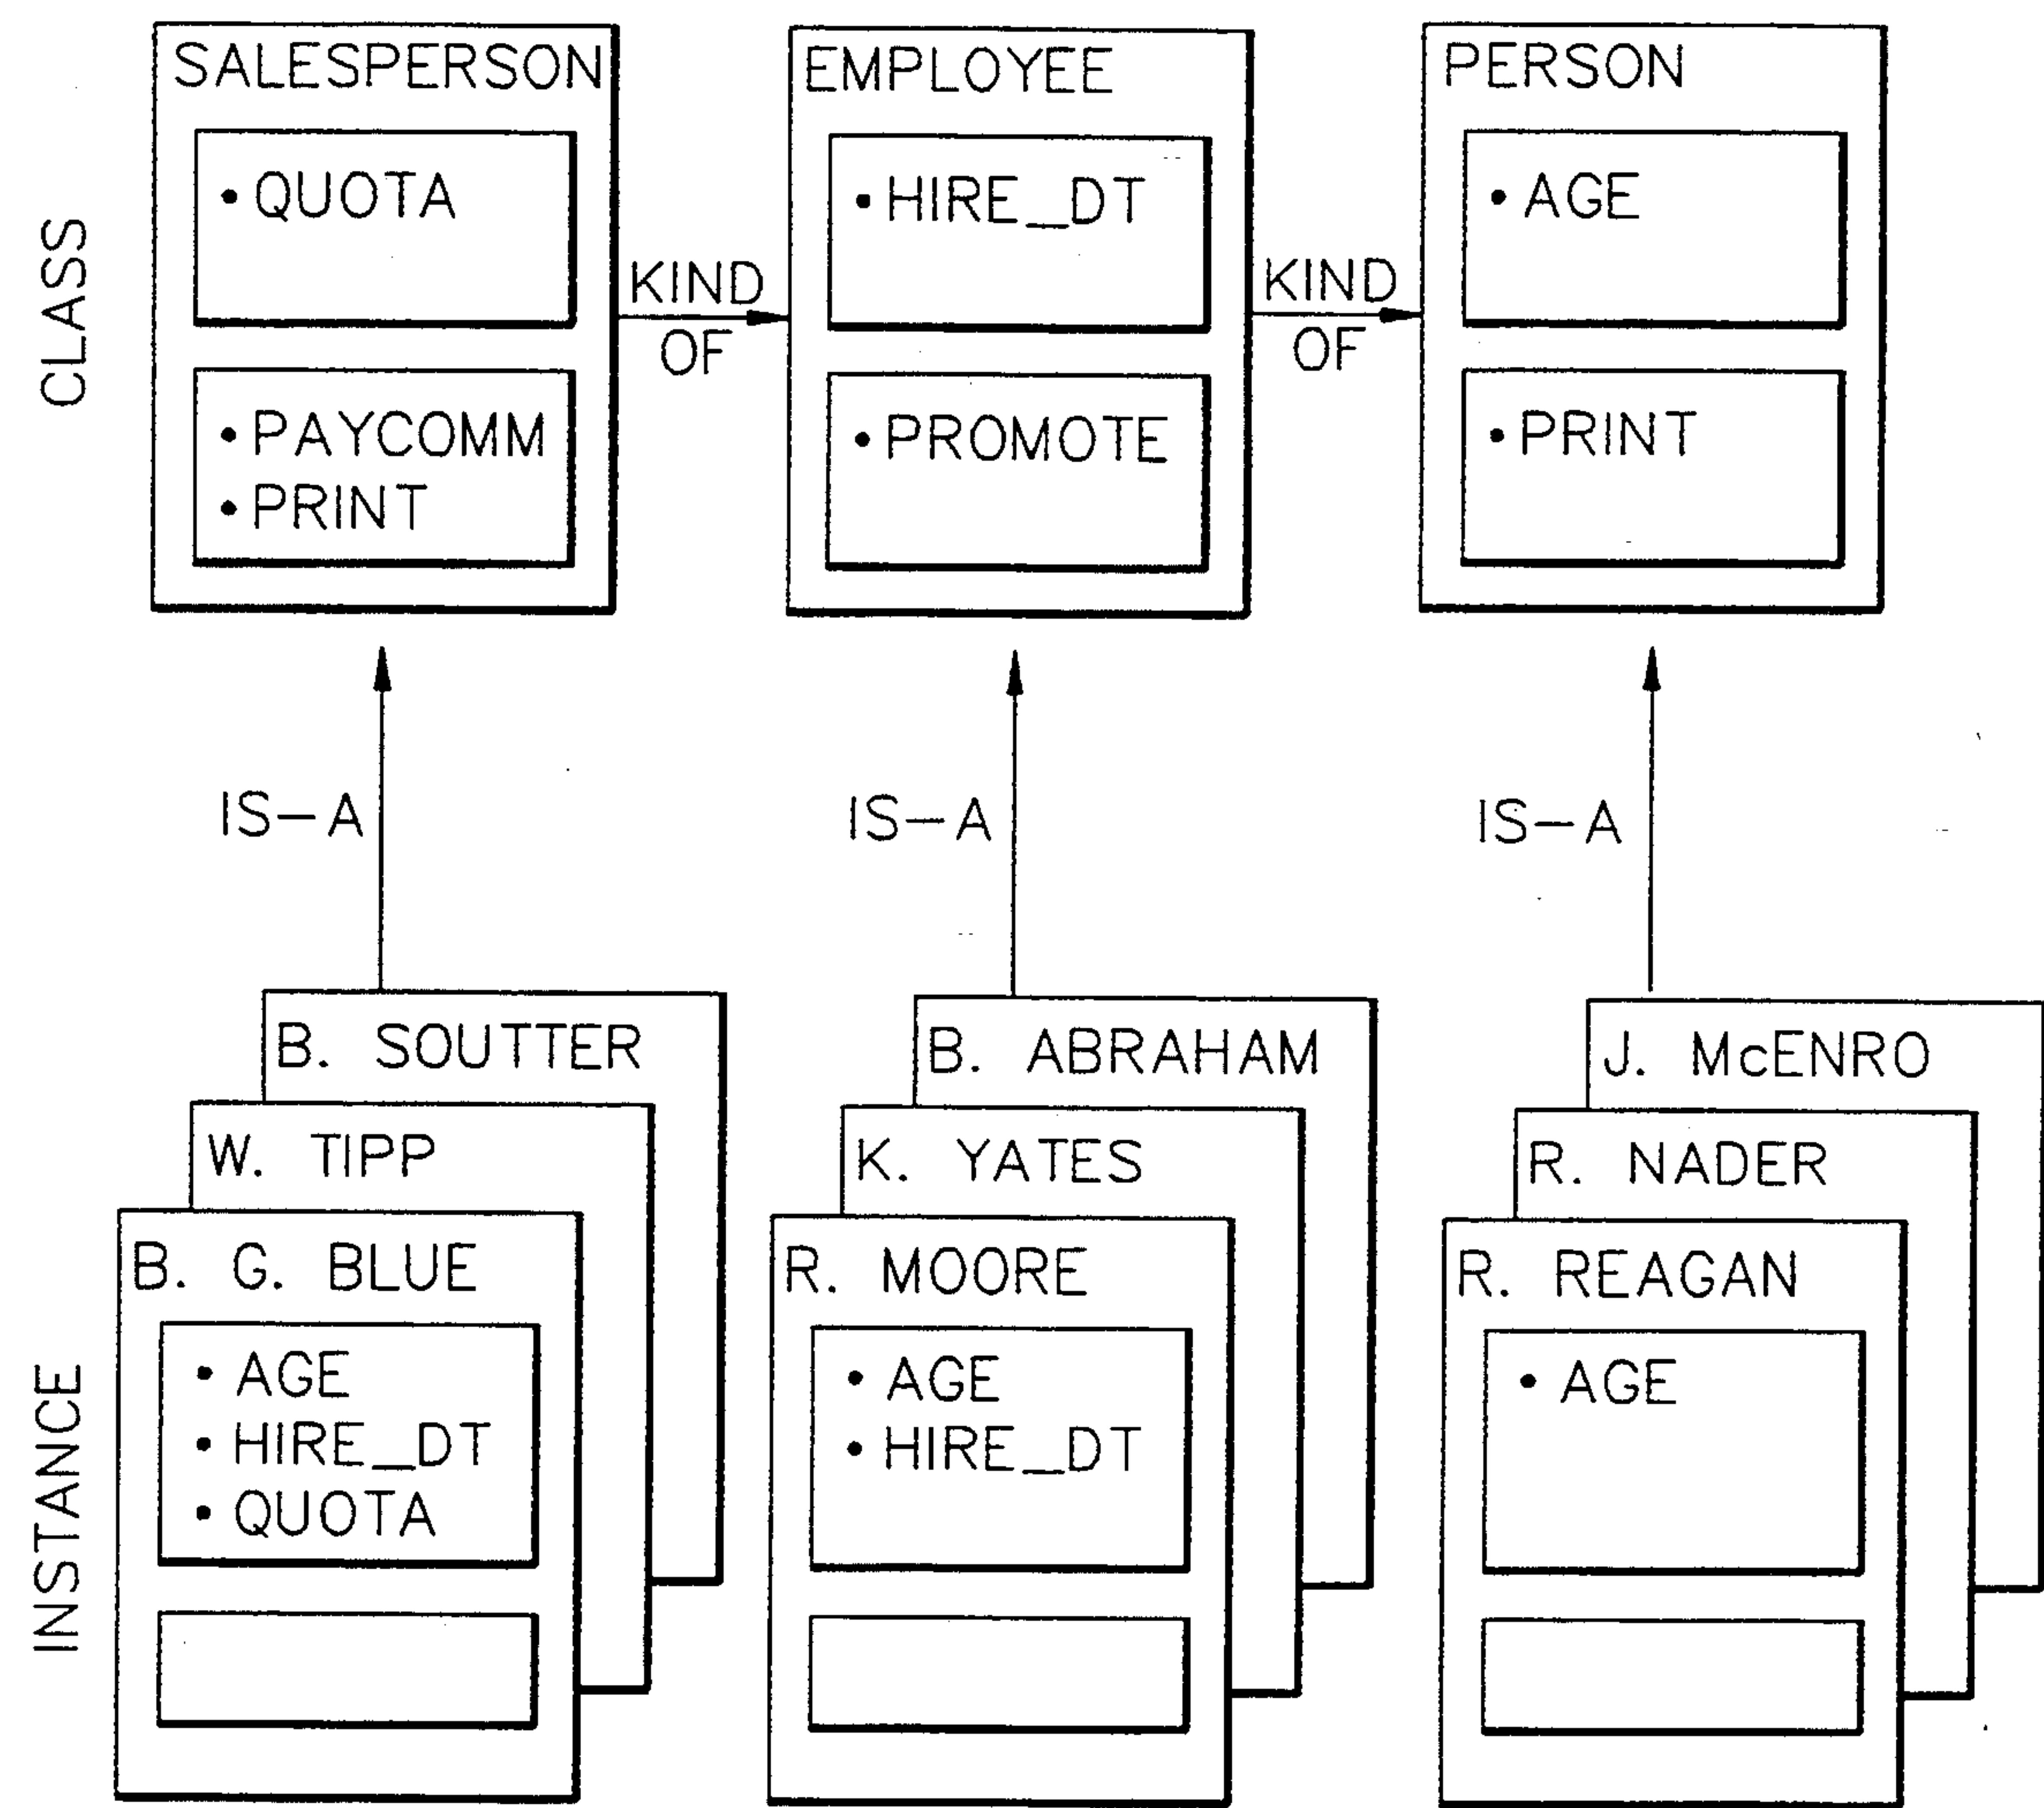 CLASS
SALESPERSON
• QUOTA
• PAYCOMM
• PRINT
KIND
OF
EMPLOYEE
• HIRE_DT
• PROMOTE
KIND
OF
PERSON
• AGE
• PRINT
IS-A
IS-A
IS-A
INSTANCE
B. SOUTTER
W. TIPP
B. G. BLUE
• AGE
• HIRE_DT
• QUOTA
B. ABRAHAM
K. YATES
R. MOORE
• AGE
• HIRE_DT
J. McENRO
R. NADER
R. REAGAN
• AGE